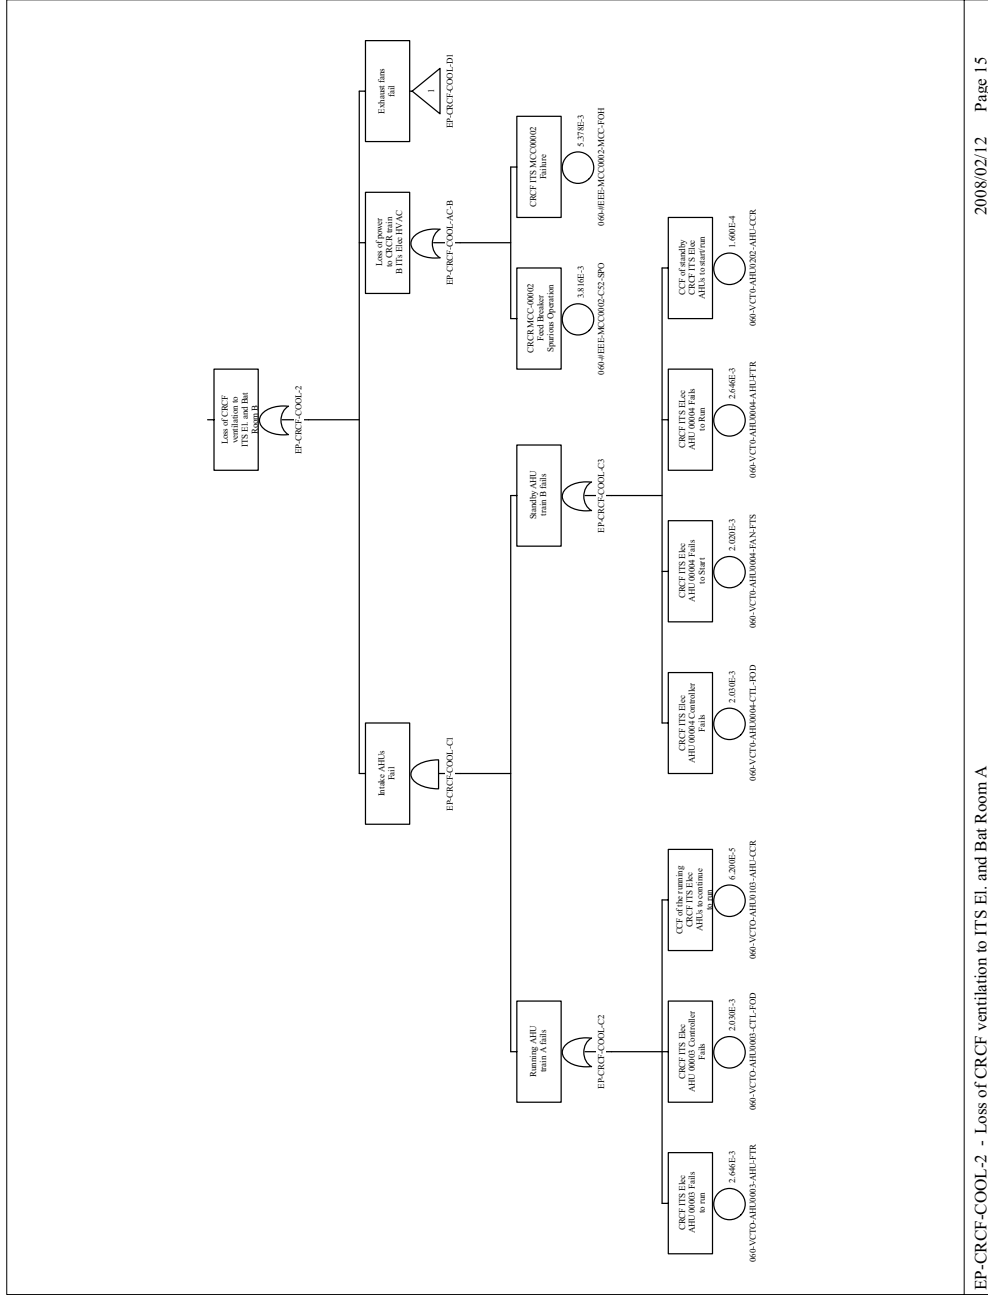 Loss of CRCF
ventilation to
ITS El. and Bat
Room B
EP-CRCF-COOL-2
Intake AHUs
Fail
EP-CRCF-COOL-C1
Loss of power
to CRCR train
B ITs Elec HVAC
EP-CRCF-COOL-AC-B
Exhaust fans
fail
1
EP-CRCF-COOL-D1
Running AHU
train A fails
EP-CRCF-COOL-C2
Standby AHU
train B fails
EP-CRCF-COOL-C3
CRCR MCC-00002
Feed Breaker
Spurious Operation
3.816E-3
060-#EEE-MCC0002-C52-SPO
CRCF ITS MCC00002
Failure
5.378E-3
060-#EEE-MCC0002-MCC-FOH
CRCF ITS Elec
AHU 00003 Fails
to run
2.646E-3
060-VCTO-AHU0003-AHU-FTR
CRCF ITS Elec
AHU 00003 Controller
Fails
2.030E-3
060-VCTO-AHU0003-CTL-FOD
CCF of the running
CRCF ITS Elec
AHUs to continue
to run
6.200E-5
060-VCTO-AHU0103-AHU-CCR
CRCF ITS Elec
AHU 00004 Controller
Fails
2.030E-3
060-VCT0-AHU0004-CTL-FOD
CRCF ITS Elec
AHU 00004 Fails
to Start
2.020E-3
060-VCT0-AHU0004-FAN-FTS
CRCF ITS ELec
AHU 00004 Fails
to Run
2.646E-3
060-VCT0-AHU0004-AHU-FTR
CCF of standby
CRCF ITS Elec
AHUs to start/run
1.600E-4
060-VCT0-AHU0202-AHU-CCR
EP-CRCF-COOL-2 - Loss of CRCF ventilation to ITS El. and Bat Room A
2008/02/12 Page 15